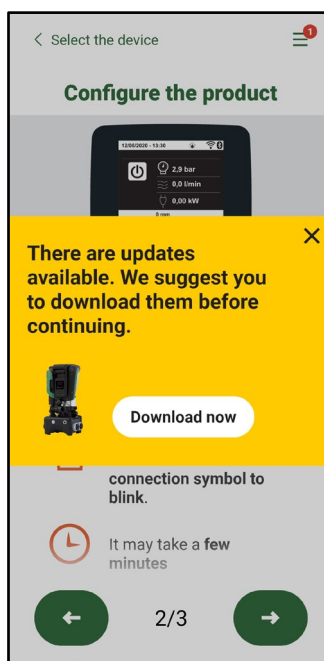 Select the device
1
Configure the product
12/05/2020 - 13:30
2,9 bar
0,0 l/min
0,00 kW
There are updates
available. We suggest you
to download them before
continuing.
Download now
connection symbol to
blink.
It may take a few
minutes
2/3